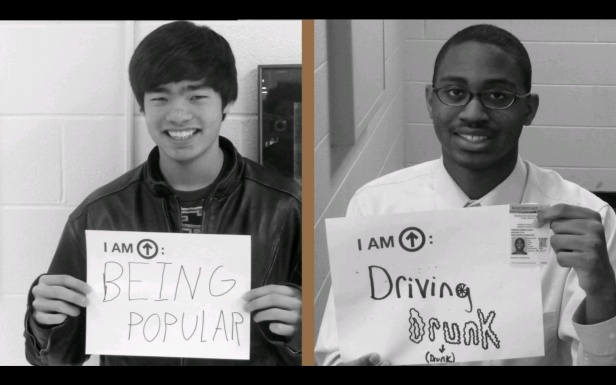 I AM ↑:
BEING
POPULAR
I AM ↑:
Driving
Drunk
(Drunk)